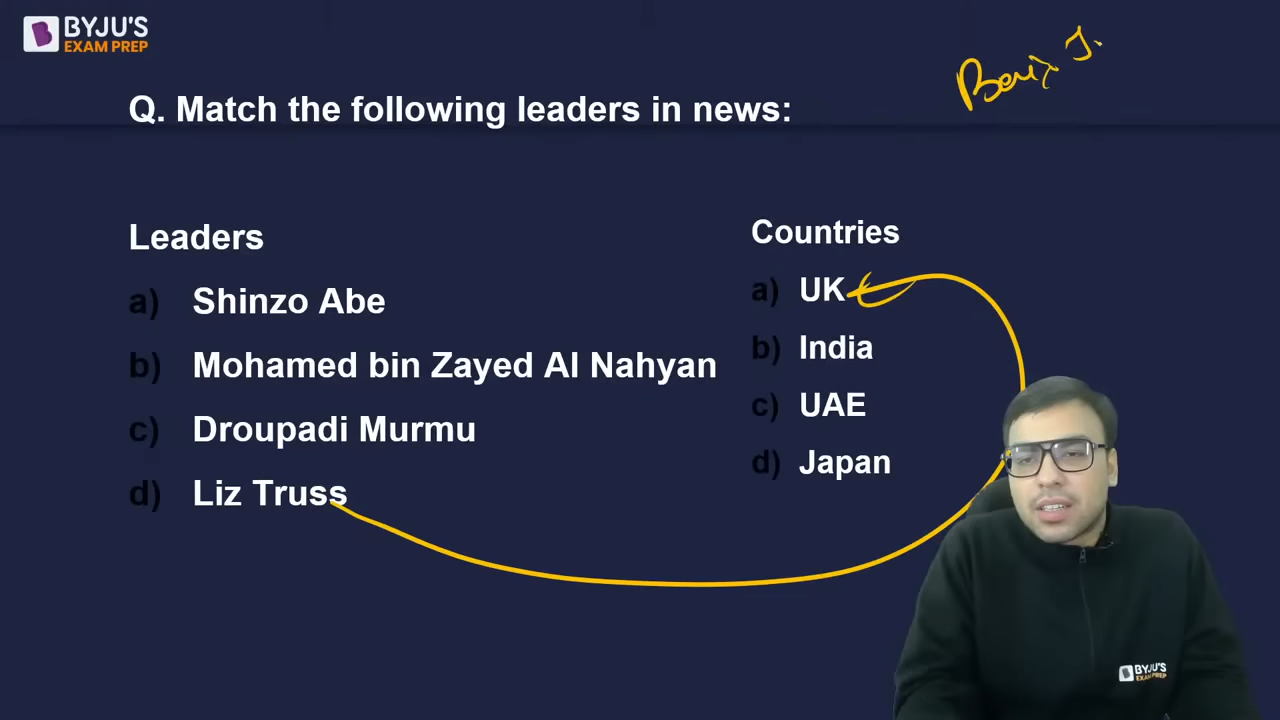 BYJU'S
EXAM PREP
Boris J.
Q. Match the following leaders in news:
Leaders
a) Shinzo Abe
b) Mohamed bin Zayed Al Nahyan
c) Droupadi Murmu
d) Liz Truss
Countries
a) UK
b) India
c) UAE
d) Japan
BYJU'S
EXAM PREP